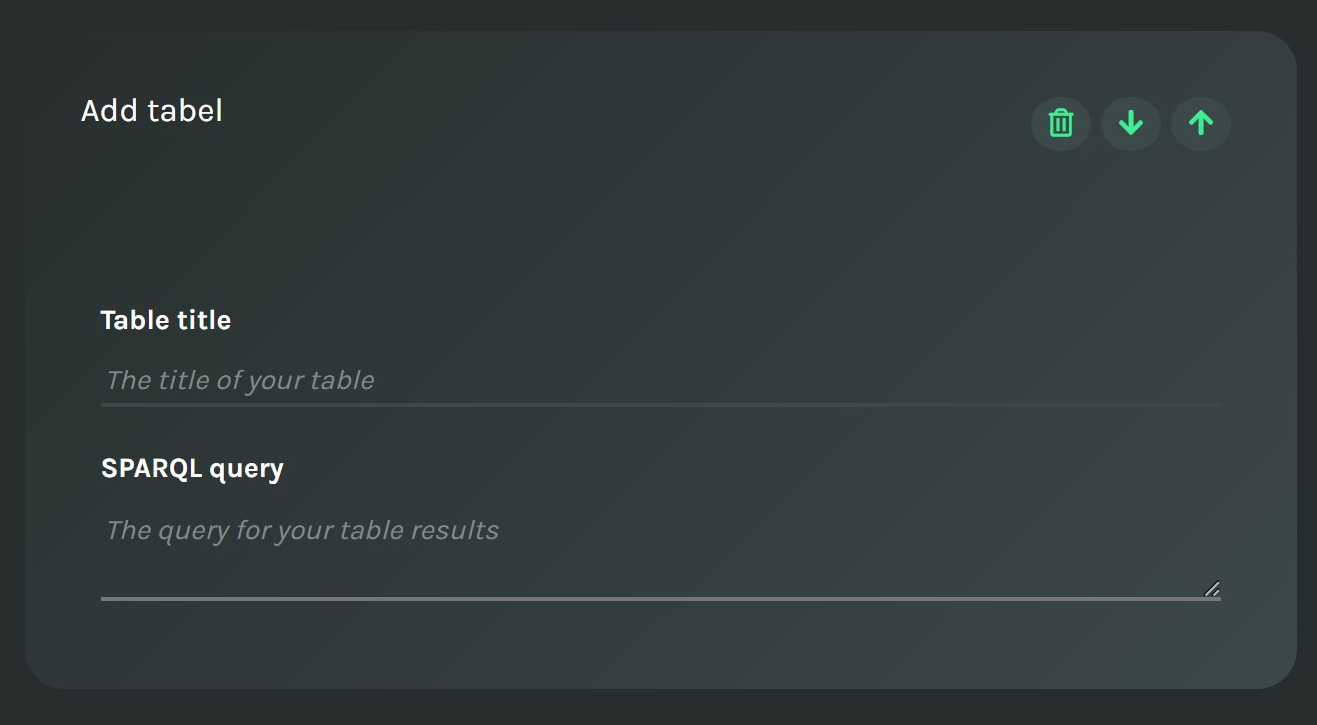 Add tabel
Table title
The title of your table
SPARQL query
The query for your table results